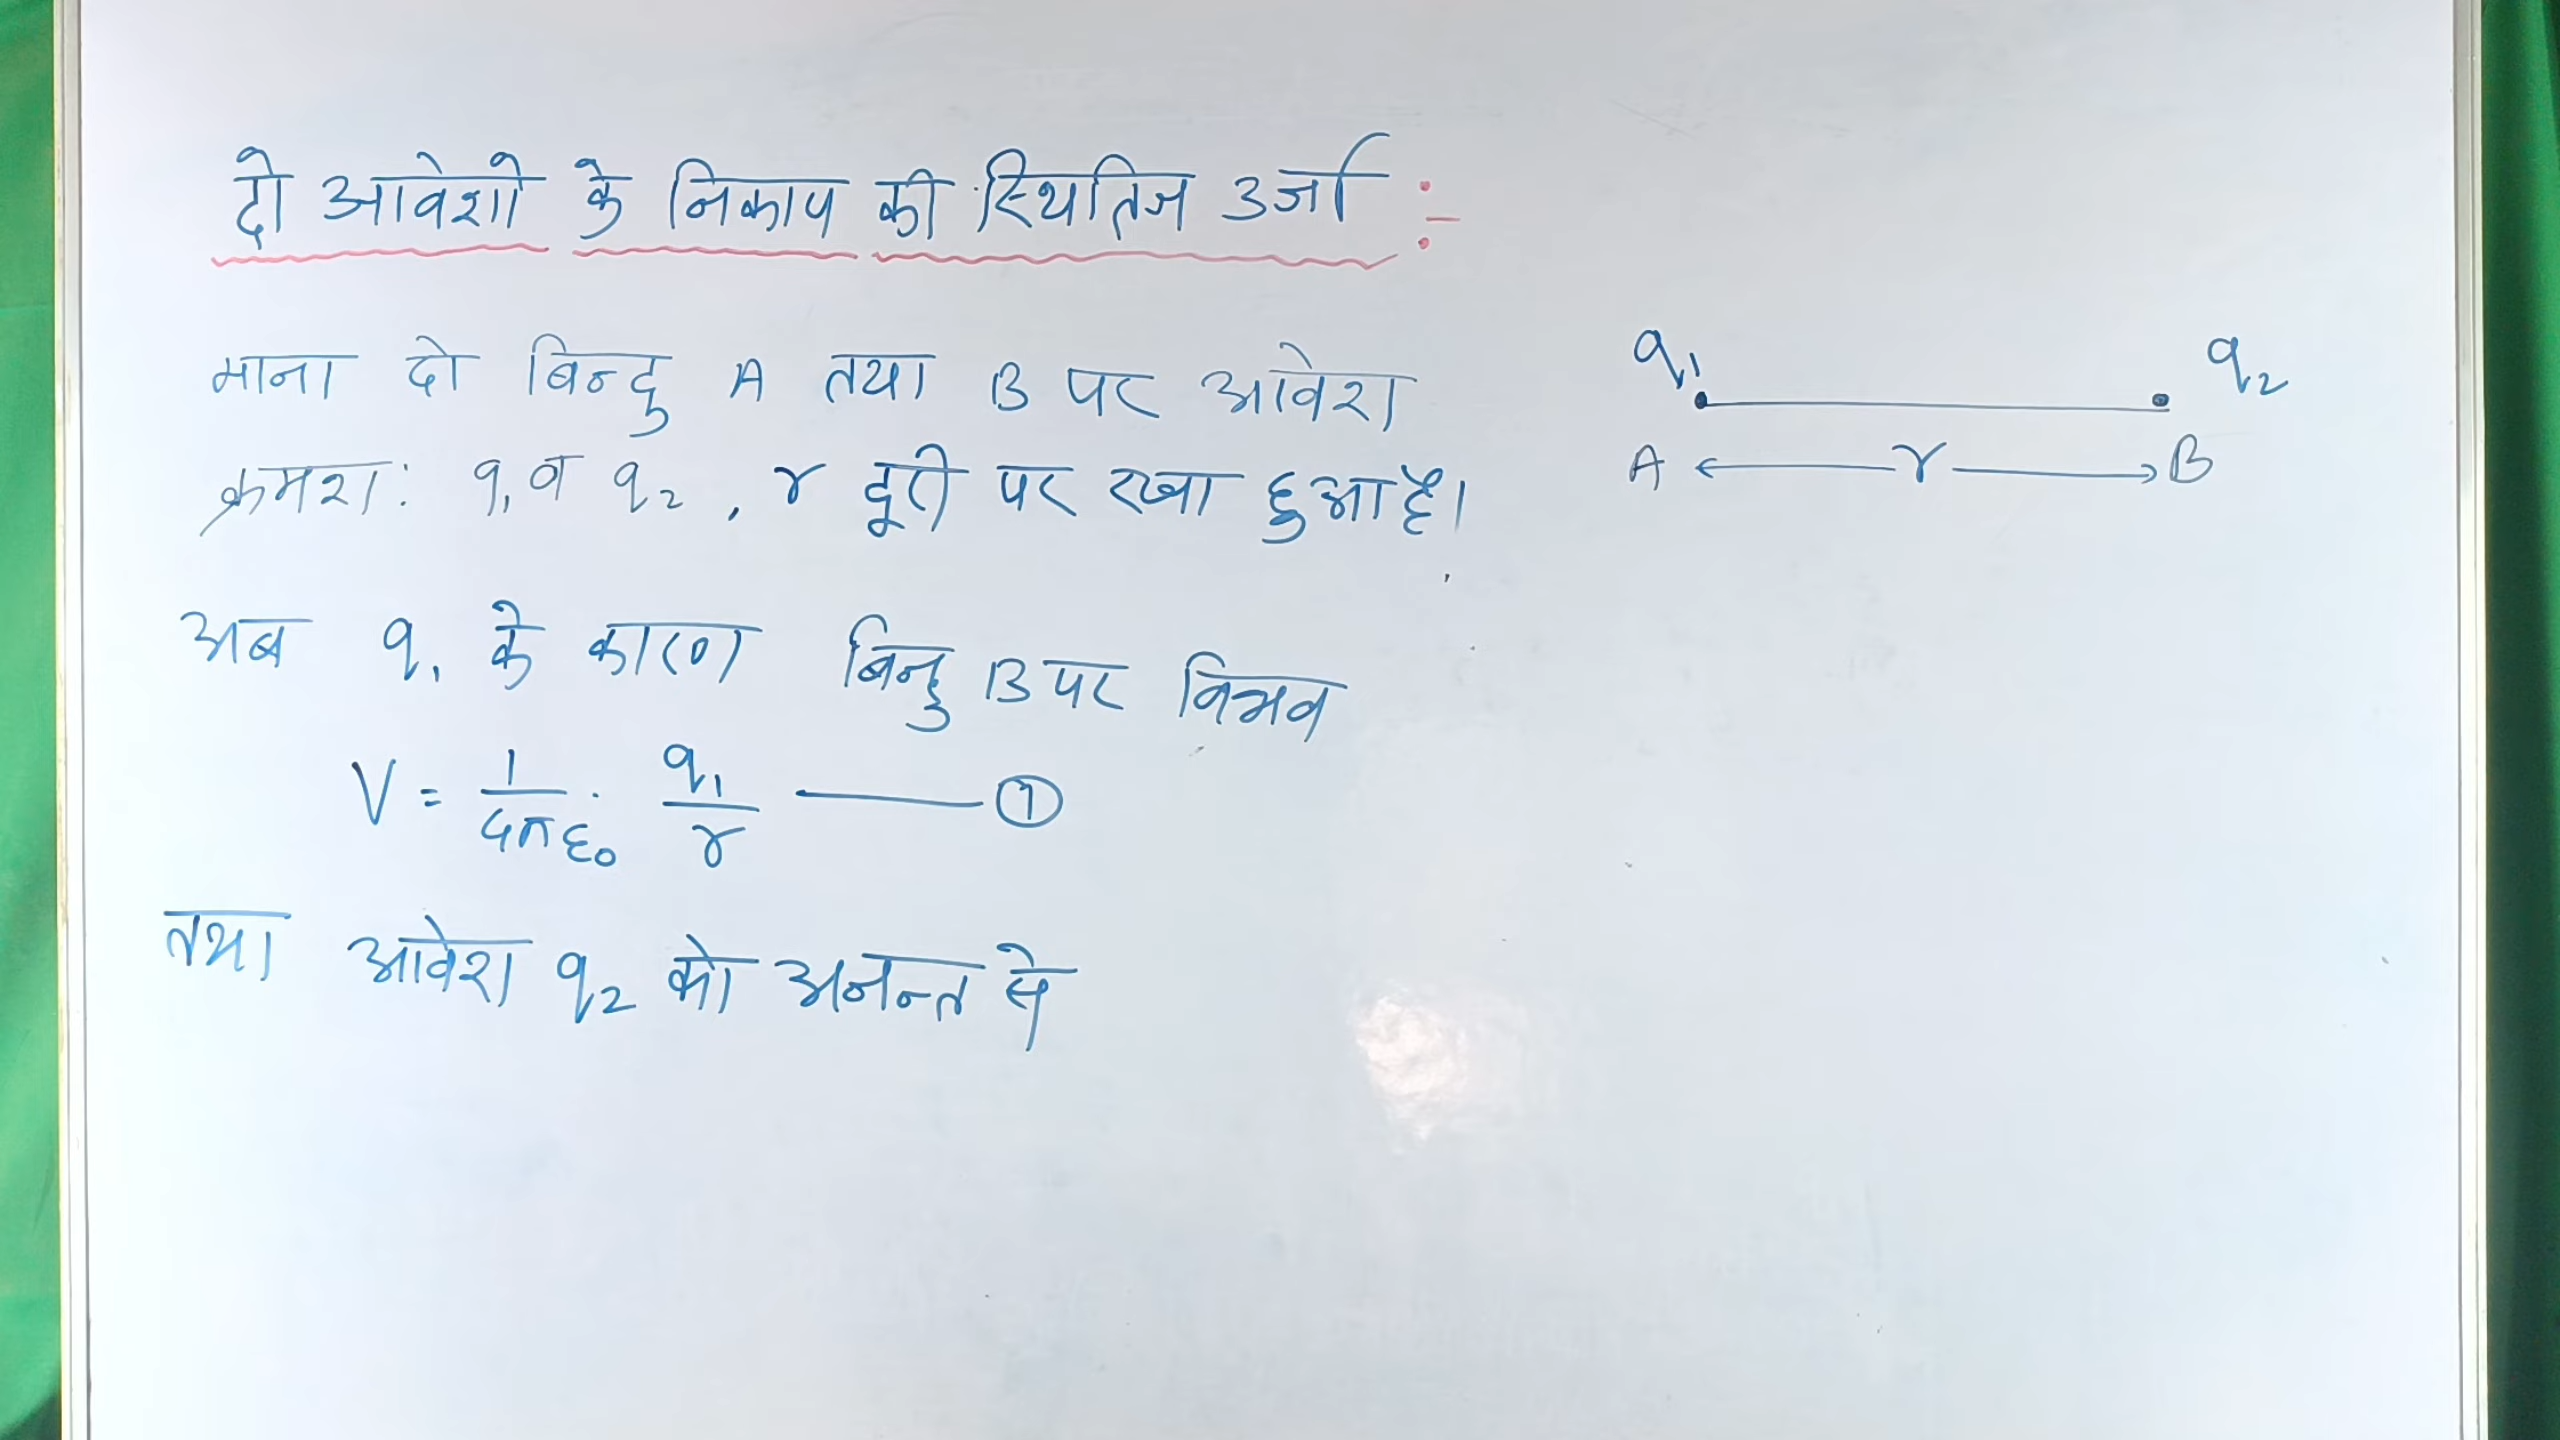 दो आवेशो के निकाय की स्थितिज उर्जा :-
माना दो बिन्दु A तथा B पर आवेश
क्रमश: q₁ व q₂ , r दूरी पर रखा हुआ है।
अब q₁ के कारण बिन्दु B पर विभव
V = 1/4πε₀ · q₁/r —— ①
तथा आवेश q₂ को अनन्त से
q₁ q₂
A ← r → B